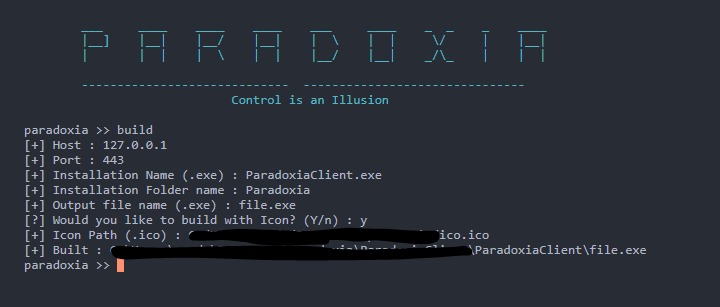 PARADOXIA
---------------------------- ------------------------------
Control is an Illusion
paradoxia >> build
[+] Host : 127.0.0.1
[+] Port : 443
[+] Installation Name (.exe) : ParadoxiaClient.exe
[+] Installation Folder name : Paradoxia
[+] Output file name (.exe) : file.exe
[?] Would you like to build with Icon? (Y/n) : y
[+] Icon Path (.ico) : ico.ico
[+] Built : \ParadoxiaClient\file.exe
paradoxia >>